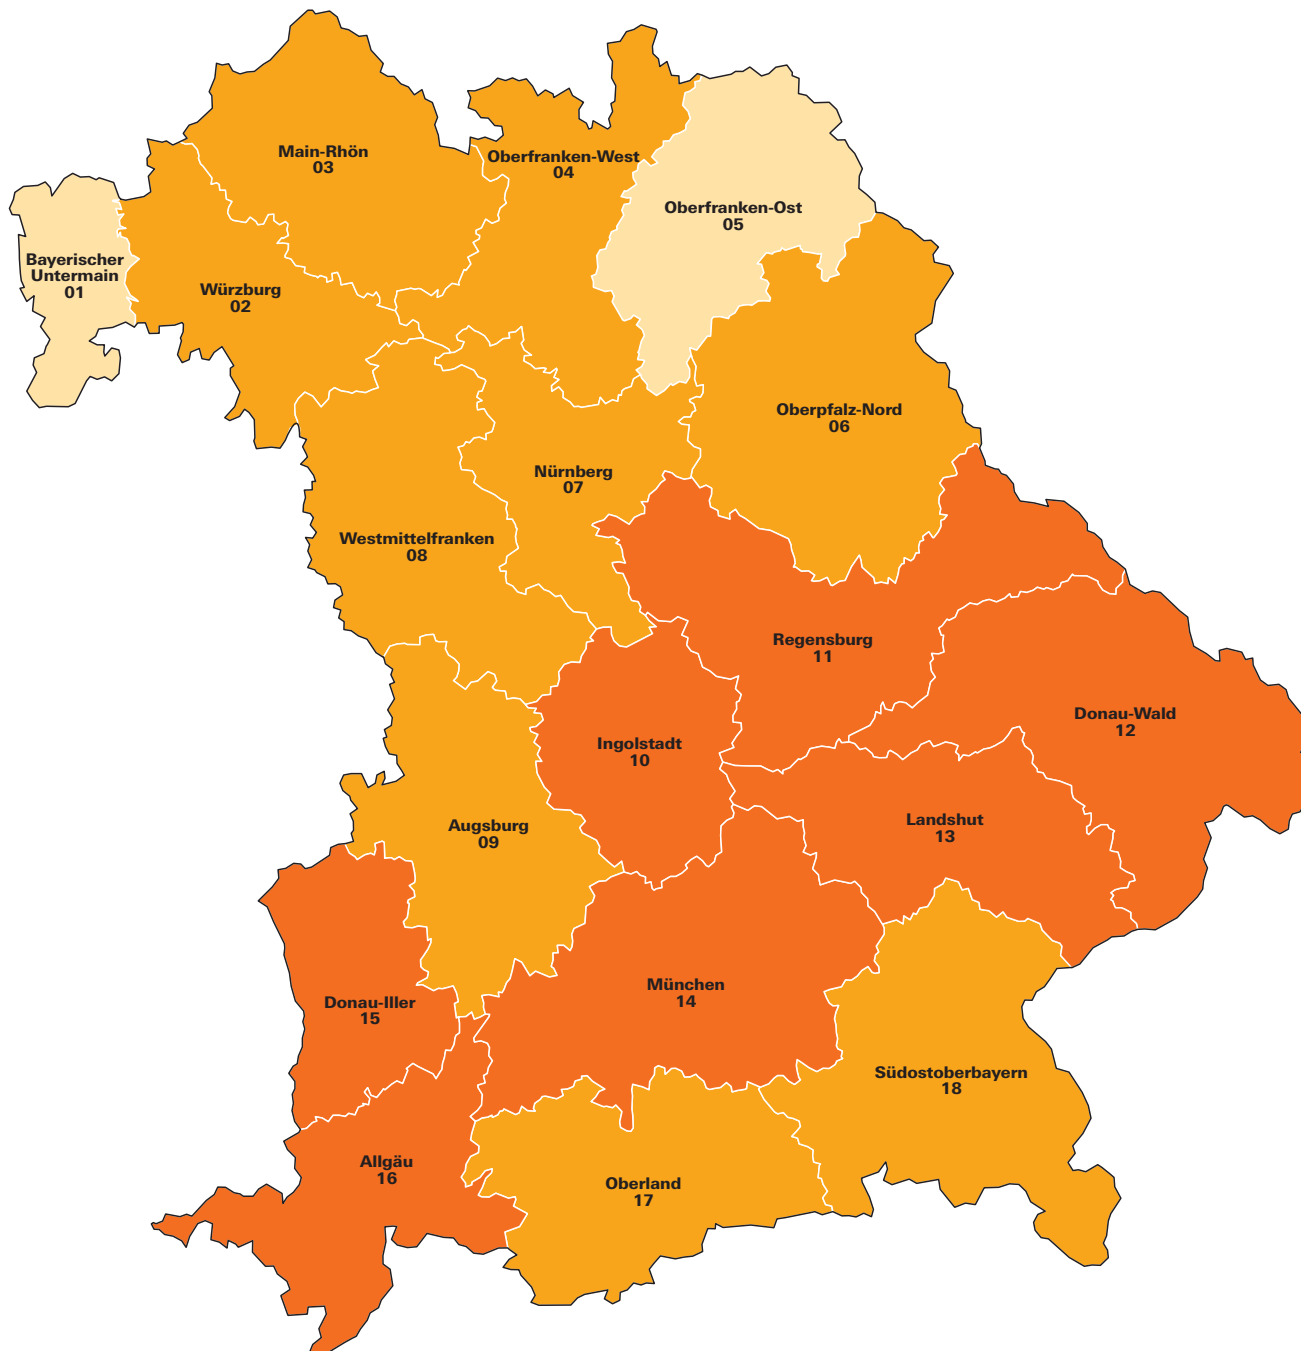 Main-Rhön
03
Oberfranken-West
04
Oberfranken-Ost
05
Bayerischer
Untermain
01
Würzburg
02
Oberpfalz-Nord
06
Nürnberg
07
Westmittelfranken
08
Regensburg
11
Donau-Wald
12
Ingolstadt
10
Landshut
13
Augsburg
09
München
14
Donau-Iller
15
Südostoberbayern
18
Allgäu
16
Oberland
17